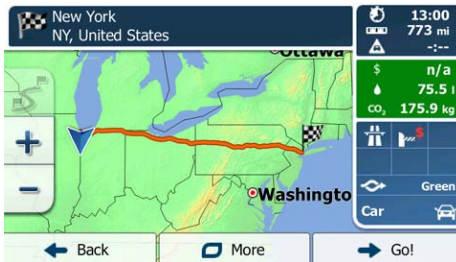 New York
NY, United States
13:00
773 mi
-:--
$ n/a
75.5 l
CO₂ 175.9 kg
$
Green
Car
Ottawa
Washingto
+
−
Back
More
Go!